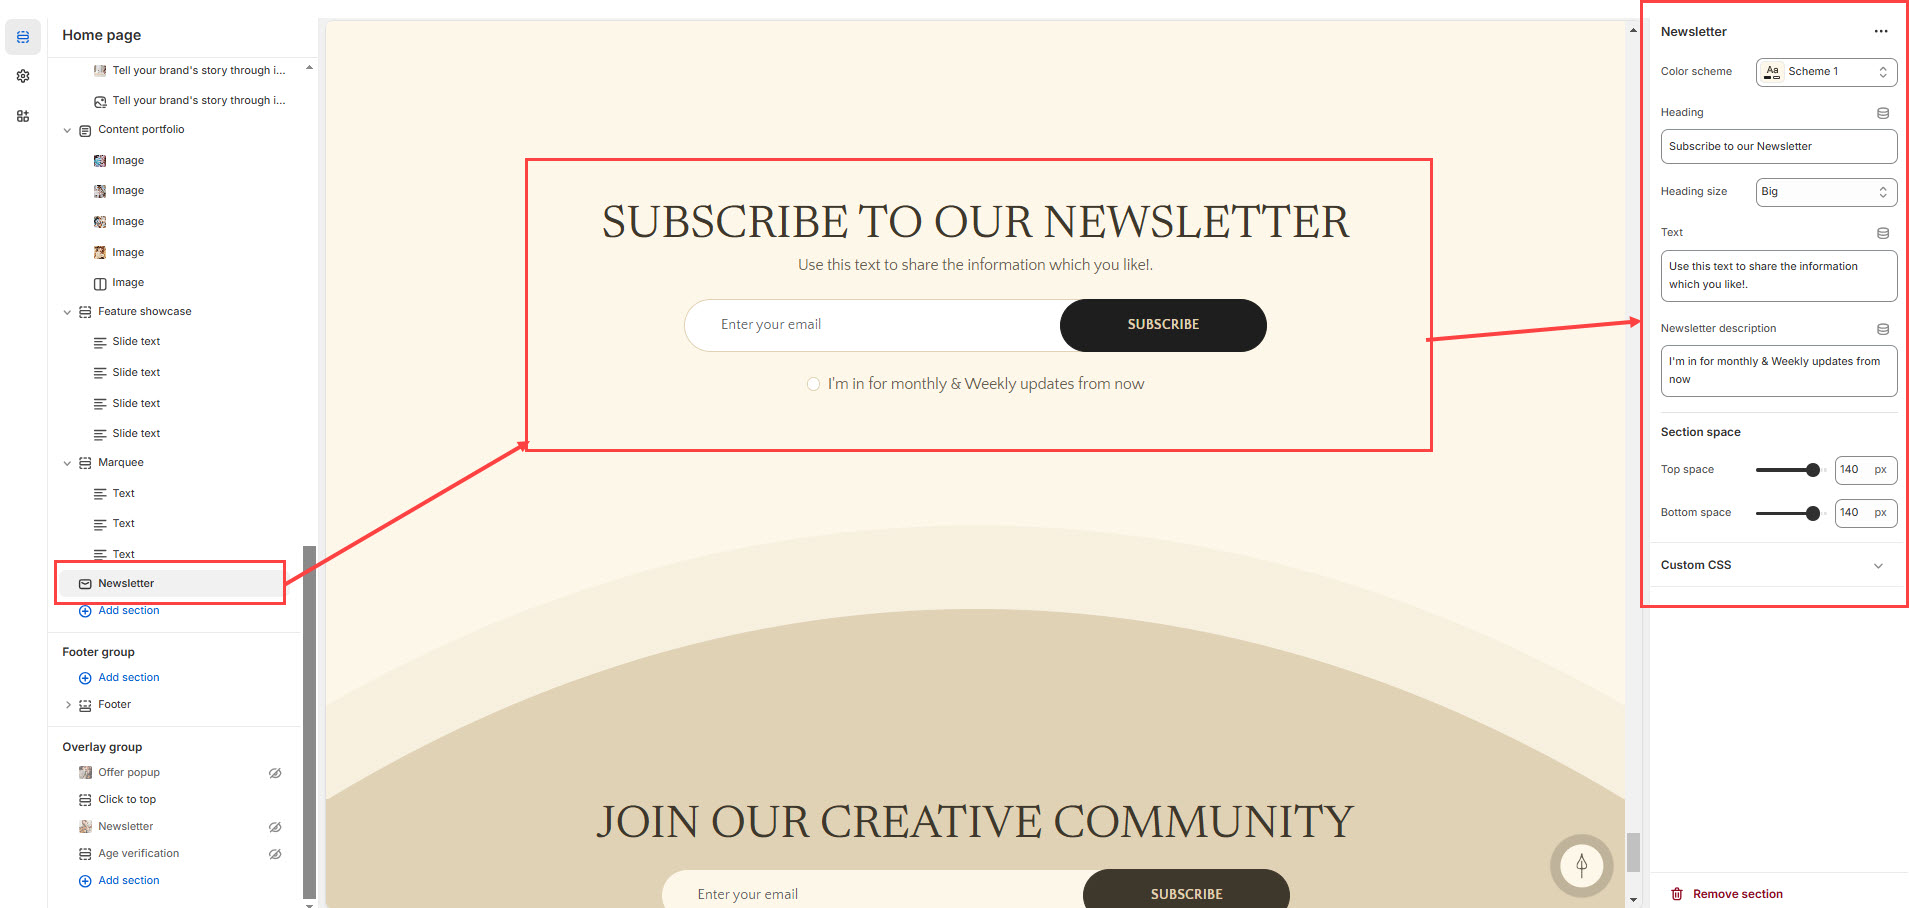 Home page
Tell your brand's story through i...
Tell your brand's story through i...
Content portfolio
Image
Image
Image
Image
Image
Feature showcase
Slide text
Slide text
Slide text
Slide text
Marquee
Text
Text
Text
Newsletter
Add section
Footer group
Add section
Footer
Overlay group
Offer popup
Click to top
Newsletter
Age verification
Add section
SUBSCRIBE TO OUR NEWSLETTER
Use this text to share the information which you like!.
Enter your email
SUBSCRIBE
I'm in for monthly & Weekly updates from now
JOIN OUR CREATIVE COMMUNITY
Enter your email
SUBSCRIBE
Newsletter
Color scheme
Aa
Scheme 1
Heading
Subscribe to our Newsletter
Heading size
Big
Text
Use this text to share the information
which you like!.
Newsletter description
I'm in for monthly & Weekly updates from
now
Section space
Top space
140 px
Bottom space
140 px
Custom CSS
Remove section